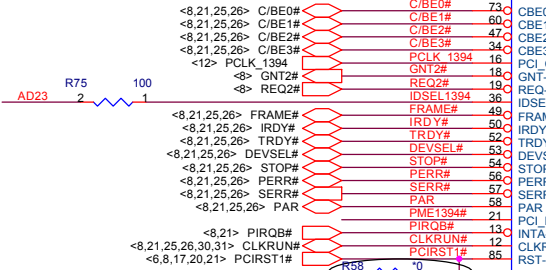 <8,21,25,26> C/BE0# C/BE0# 73 CBE0
<8,21,25,26> C/BE1# C/BE1# 60 CBE1
<8,21,25,26> C/BE2# C/BE2# 47 CBE2
<8,21,25,26> C/BE3# C/BE3# 34 CBE3
<12> PCLK_1394 PCLK_1394 16 PCI_
<8> GNT2# GNT2# 18 GNT-
<8> REQ2# REQ2# 19 REQ-
R75 100
AD23 2 1 IDSEL1394 36 IDSE
<8,21,25,26> FRAME# FRAME# 49 FRAM
<8,21,25,26> IRDY# IRDY# 50 IRDY
<8,21,25,26> TRDY# TRDY# 52 TRDY
<8,21,25,26> DEVSEL# DEVSEL# 53 DEVS
<8,21,25,26> STOP# STOP# 54 STOP
<8,21,25,26> PERR# PERR# 56 PERR
<8,21,25,26> SERR# SERR# 57 SERR
<8,21,25,26> PAR PAR 58 PAR
PME1394# 21 PCI_
<8,21> PIRQB# PIRQB# 13 INTA
<8,21,25,26,30,31> CLKRUN# CLKRUN# 12 CLKR
<6,8,17,20,21> PCIRST1# PCIRST1# 85 RST-
R58 *0